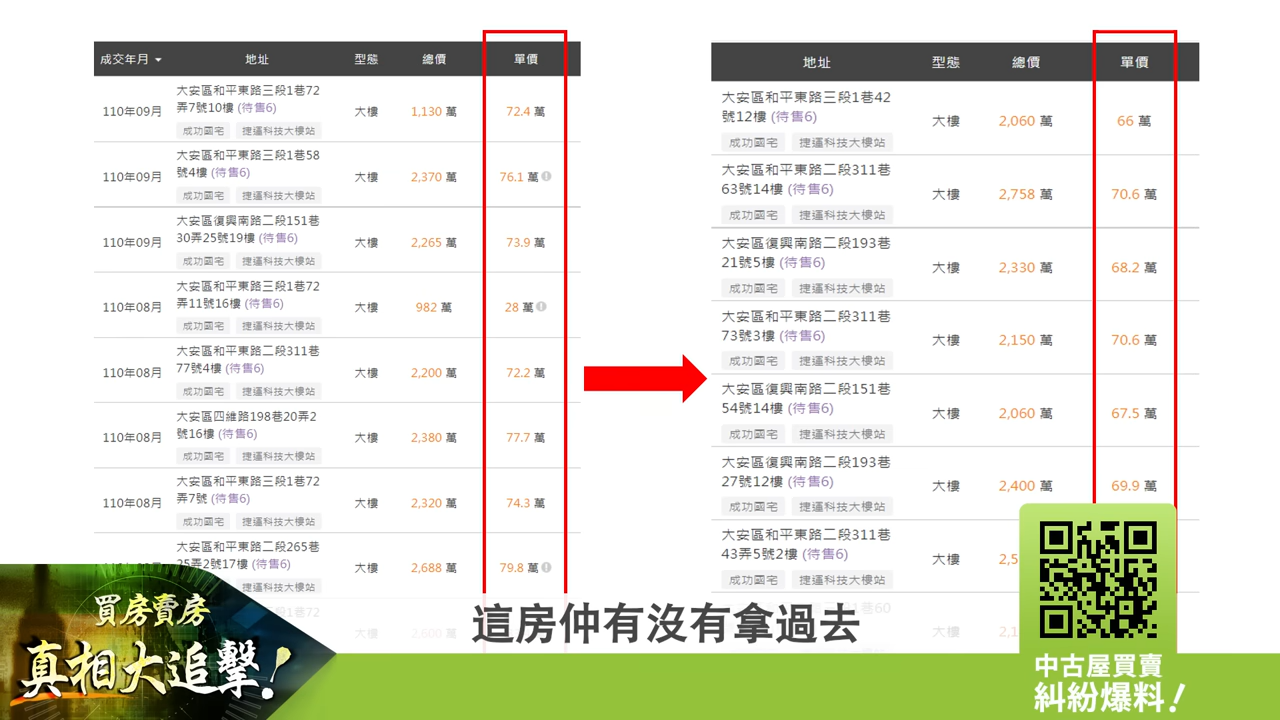 成交年月 地址 型態 總價 單價
大安區和平東路三段1巷72
弄7號10樓 (待售6)
110年09月 大樓 1,130 萬 72.4 萬
成功國宅 捷運科技大樓站
大安區和平東路三段1巷58
號4樓 (待售6)
110年09月 大樓 2,370 萬 76.1 萬
成功國宅 捷運科技大樓站
大安區復興南路二段151巷
30弄25號19樓 (待售6)
110年09月 大樓 2,265 萬 73.9 萬
成功國宅 捷運科技大樓站
大安區和平東路三段1巷72
弄11號16樓 (待售6)
110年08月 大樓 982 萬 28 萬
成功國宅 捷運科技大樓站
大安區和平東路二段311巷
77號4樓 (待售6)
110年08月 大樓 2,200 萬 72.2 萬
成功國宅 捷運科技大樓站
大安區四維路198巷20弄2
號16樓 (待售6)
110年08月 大樓 2,380 萬 77.7 萬
成功國宅 捷運科技大樓站
大安區和平東路三段1巷72
弄7號 (待售6)
110年08月 大樓 2,320 萬 74.3 萬
成功國宅 捷運科技大樓站
大安區和平東路二段265巷
25弄2號17樓 (待售6)
大樓 2,688 萬 79.8 萬
捷運科技大樓站
大樓 2,600 萬
地址 型態 總價 單價
大安區和平東路三段1巷42
號12樓 (待售6)
大樓 2,060 萬 66 萬
成功國宅 捷運科技大樓站
大安區和平東路二段311巷
63號14樓 (待售6)
大樓 2,758 萬 70.6 萬
成功國宅 捷運科技大樓站
大安區復興南路二段193巷
21號5樓 (待售6)
大樓 2,330 萬 68.2 萬
成功國宅 捷運科技大樓站
大安區和平東路二段311巷
73號3樓 (待售6)
大樓 2,150 萬 70.6 萬
成功國宅 捷運科技大樓站
大安區復興南路二段151巷
54號14樓 (待售6)
大樓 2,060 萬 67.5 萬
成功國宅 捷運科技大樓站
大安區復興南路二段193巷
27號12樓 (待售6)
大樓 2,400 萬 69.9 萬
成功國宅 捷運科技大樓站
大安區和平東路二段311巷
43弄5號2樓 (待售6)
大樓 2,5
成功國宅 捷運科技大樓站
大樓 2,1
這房仲有沒有拿過去
買房賣房
真相大追擊!
中古屋買賣
糾紛爆料!